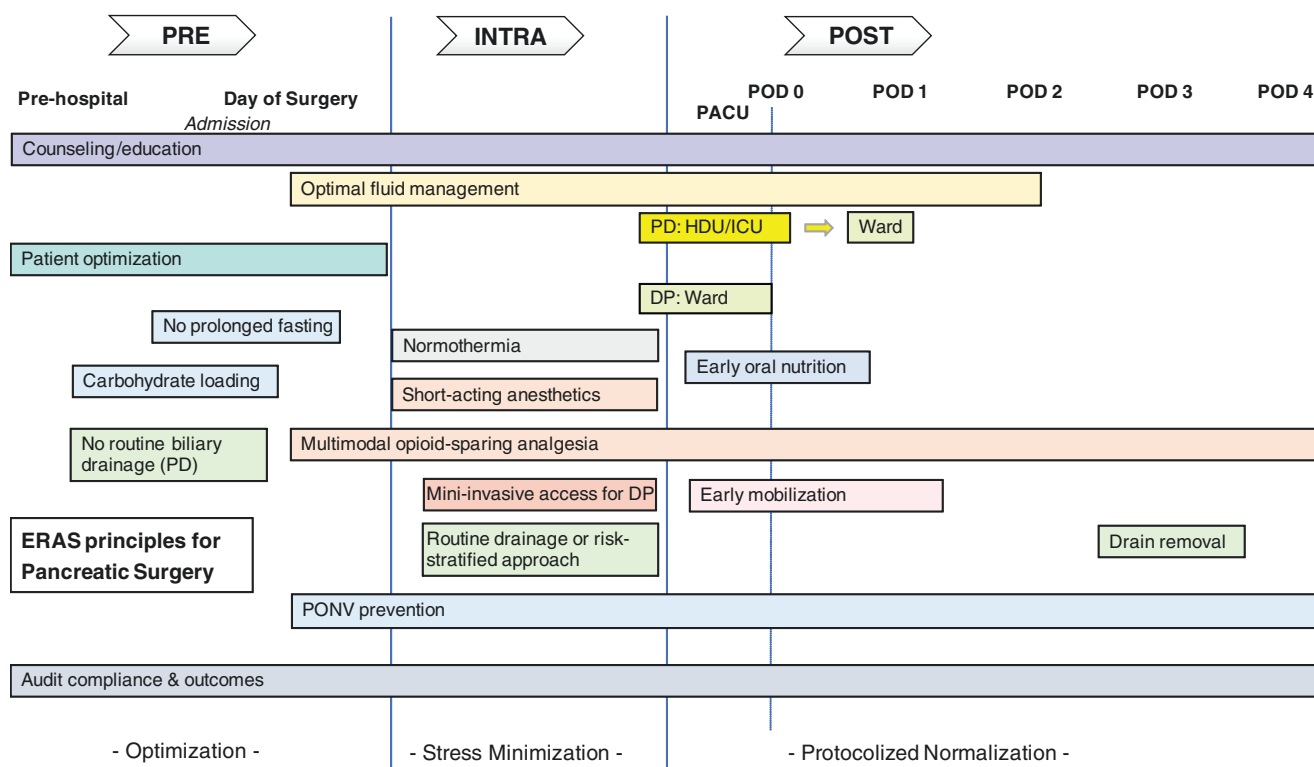 PRE
INTRA
POST
Pre-hospital
Day of Surgery
Admission
PACU
POD 0
POD 1
POD 2
POD 3
POD 4
Counseling/education
Optimal fluid management
PD: HDU/ICU
Ward
Patient optimization
DP: Ward
No prolonged fasting
Normothermia
Early oral nutrition
Carbohydrate loading
Short-acting anesthetics
No routine biliary
drainage (PD)
Multimodal opioid-sparing analgesia
Mini-invasive access for DP
Early mobilization
ERAS principles for
Pancreatic Surgery
Routine drainage or risk-
stratified approach
Drain removal
PONV prevention
Audit compliance & outcomes
- Optimization -
- Stress Minimization -
- Protocolized Normalization -